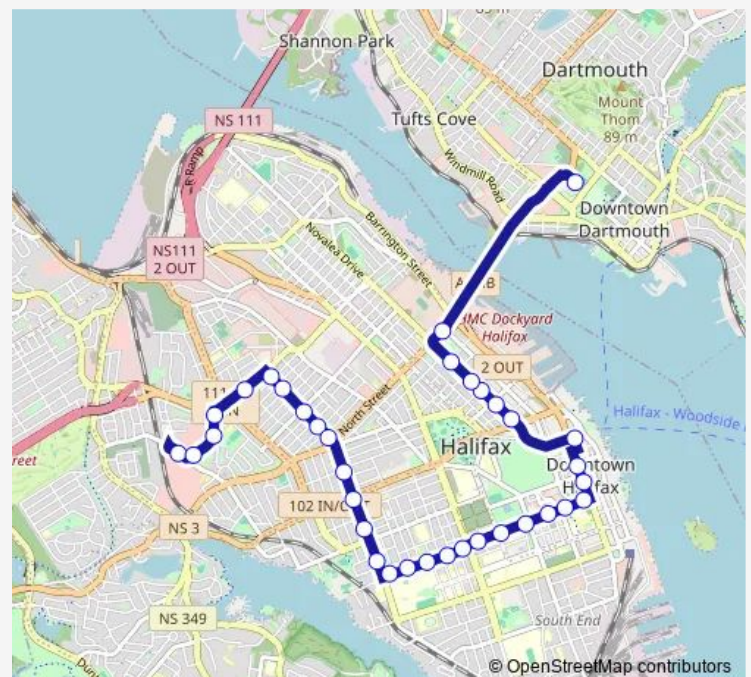 Shannon Park
89 m
Dartmouth
Mount
Thom
89 m
NS 111
Tufts Cove
R Ramp
Windmill Road
Downtown
Dartmouth
Barrington Street
Novalea Drive
NS111
2 OUT
HMC Dockyard
Halifax
2 OUT
111
North Street
Halifax - Woodside
Halifax
Downtown
Halifax
reet
102 IN/OUT
NS 3
NS 349
South End
© OpenStreetMap contributors